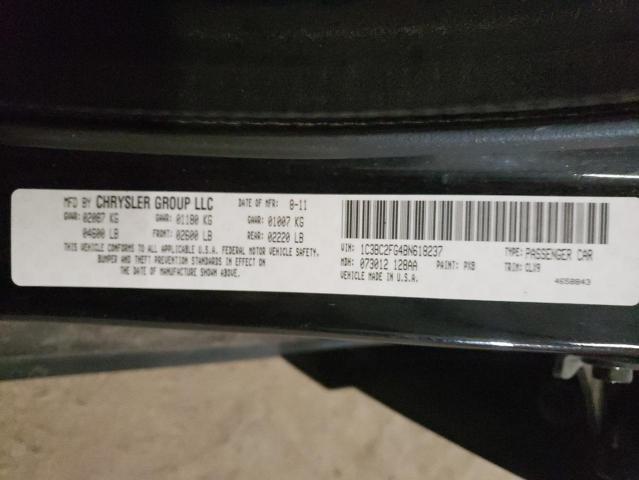 MFD BY CHRYSLER GROUP LLC DATE OF MFR: 8-11
GVWR: 02087 KG GAWR: 01180 KG GAWR: 01007 KG
04600 LB FRONT: 02600 LB REAR: 02220 LB
THIS VEHICLE CONFORMS TO ALL APPLICABLE U.S.A. FEDERAL MOTOR VEHICLE SAFETY,
BUMPER AND THEFT PREVENTION STANDARDS IN EFFECT ON
THE DATE OF MANUFACTURE SHOWN ABOVE.
VIN: 1C3BC2FG4BN618237 TYPE: PASSENGER CAR
MDH: 073012 128AA PAINT: PX8 TRIM: CLX9
VEHICLE MADE IN U.S.A. 4658843